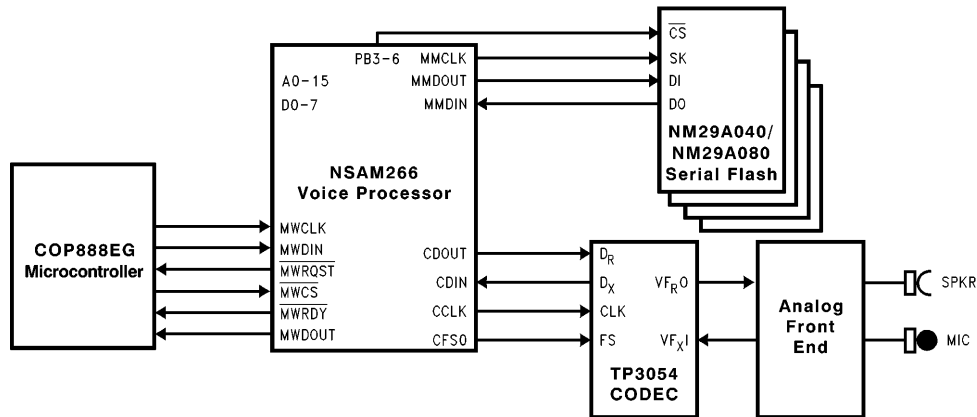 COP888EG
Microcontroller
PB3-6
A0-15
D0-7
MMCLK
MMDOUT
MMDIN
NSAM266
Voice Processor
MWCLK
MWDIN
MWRQST
MWCS
MWRDY
MWDOUT
CDOUT
CDIN
CCLK
CFS0
CS
SK
DI
DO
NM29A040/
NM29A080
Serial Flash
DR
DX
CLK
FS
VFRO
VFXI
TP3054
CODEC
Analog
Front
End
SPKR
MIC